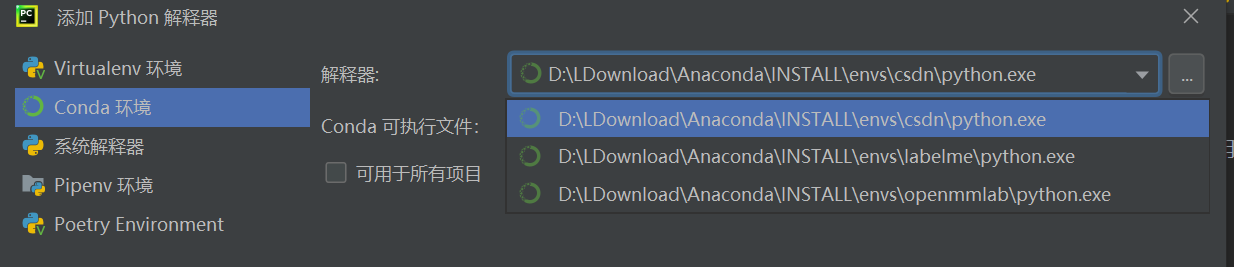 PC
添加 Python 解释器
Virtualenv 环境
Conda 环境
系统解释器
Pipenv 环境
Poetry Environment
解释器:
D:\LDownload\Anaconda\INSTALL\envs\csdn\python.exe
...
D:\LDownload\Anaconda\INSTALL\envs\csdn\python.exe
D:\LDownload\Anaconda\INSTALL\envs\labelme\python.exe
D:\LDownload\Anaconda\INSTALL\envs\openmmlab\python.exe
Conda 可执行文件:
可用于所有项目